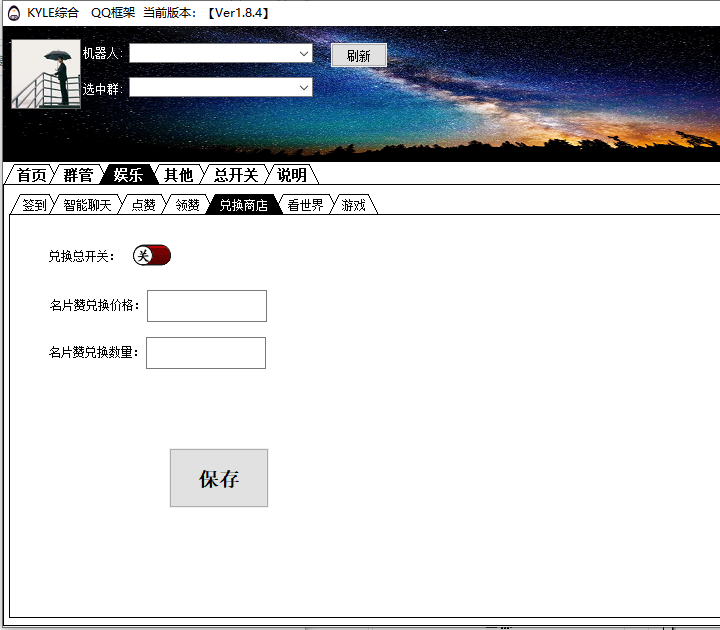 KYLE综合 QQ框架 当前版本：【Ver1.8.4】
机器人: 刷新
选中群:
首页 群管 娱乐 其他 总开关 说明
签到 智能聊天 点赞 领赞 兑换商店 看世界 游戏
兑换总开关： 关
名片赞兑换价格：
名片赞兑换数量：
保存